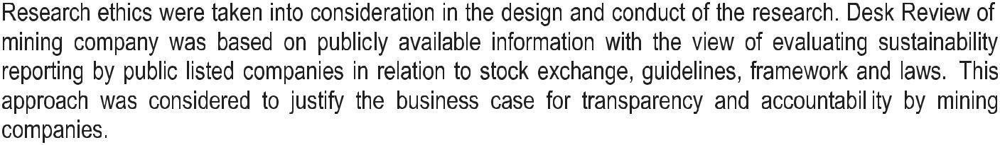 Research ethics were taken into consideration in the design and conduct of the research. Desk Review of
mining company was based on publicly available information with the view of evaluating sustainability
reporting by public listed companies in relation to stock exchange, guidelines, framework and laws. This
approach was considered to justify the business case for transparency and accountability by mining
companies.